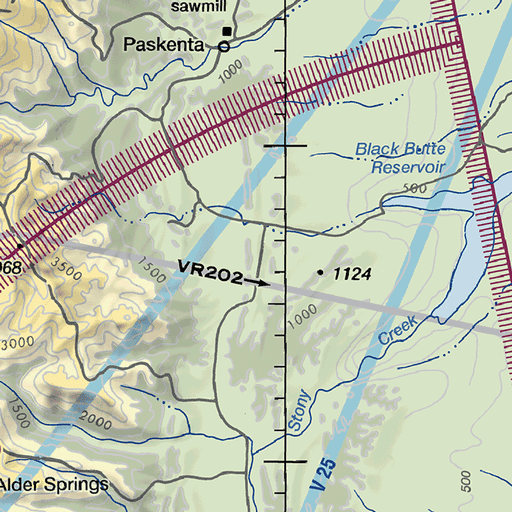 sawmill
Paskenta
1000
Black Butte
Reservoir
500
968
3500
1500
VR202
1124
1000
3000
Creek
1500
2000
Stony
V 25
500
Alder Springs